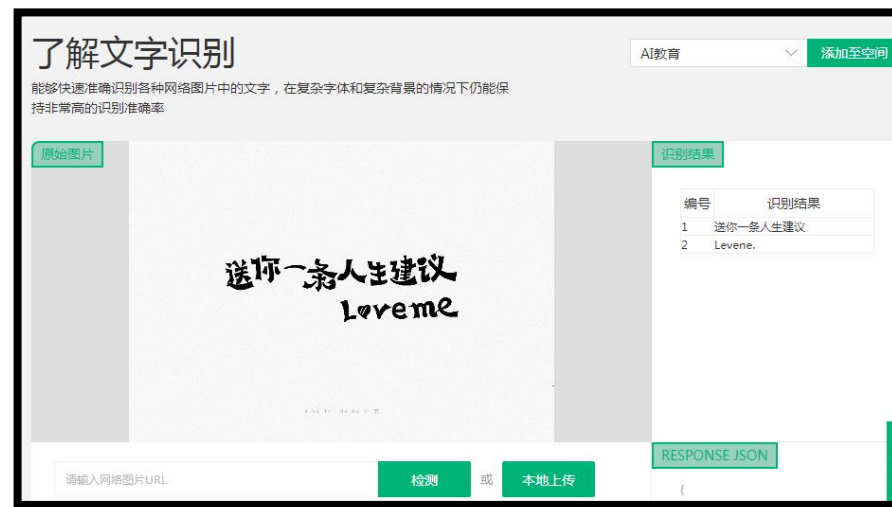 了解文字识别
AI教育
添加至空间
能够快速准确识别各种网络图片中的文字，在复杂字体和复杂背景的情况下仍能保
持非常高的识别准确率
原始图片
送你一条人生建议
Loveme
请输入网络图片URL
检测
或
本地上传
识别结果
编号 识别结果
1 送你一条人生建议
2 Levene.
RESPONSE JSON
{